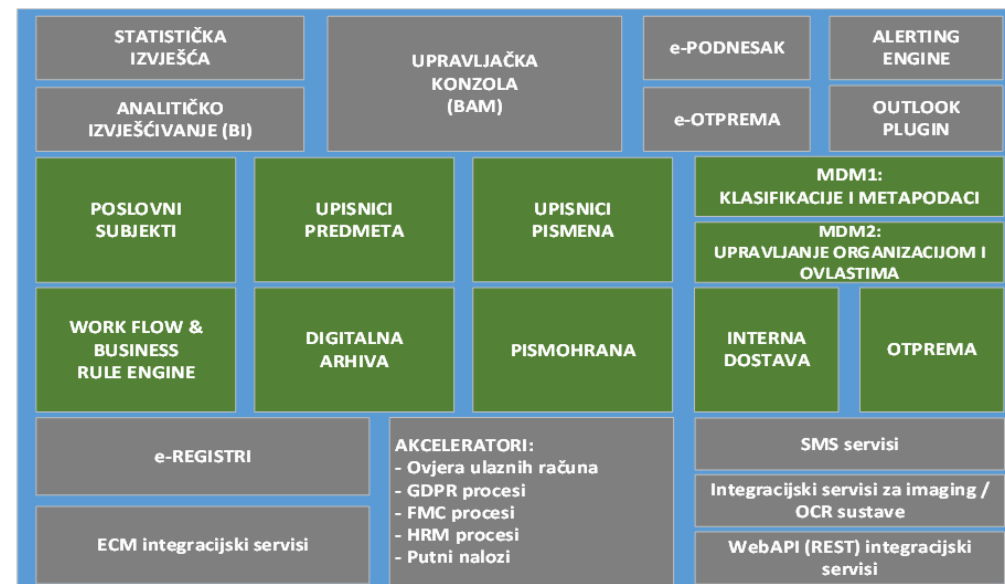 STATISTIČKA
IZVJEŠĆA
UPRAVLJAČKA
KONZOLA
(BAM)
e-PODNESAK
ALERTING
ENGINE
ANALITIČKO
IZVJEŠĆIVANJE (BI)
e-OTPREMA
OUTLOOK
PLUGIN
POSLOVNI
SUBJEKTI
UPISNICI
PREDMETA
UPISNICI
PISMENA
MDM1:
KLASIFIKACIJE I METAPODACI
MDM2:
UPRAVLJANJE ORGANIZACIJOM I
OVLASTIMA
WORK FLOW &
BUSINESS
RULE ENGINE
DIGITALNA
ARHIVA
PISMOHRANA
INTERNA
DOSTAVA
OTPREMA
e-REGISTRI
AKCELERATORI:
- Ovjera ulaznih računa
- GDPR procesi
- FMC procesi
- HRM procesi
- Putni nalozi
SMS servisi
Integracijski servisi za imaging /
OCR sustave
ECM integracijski servisi
WebAPI (REST) integracijski
servisi